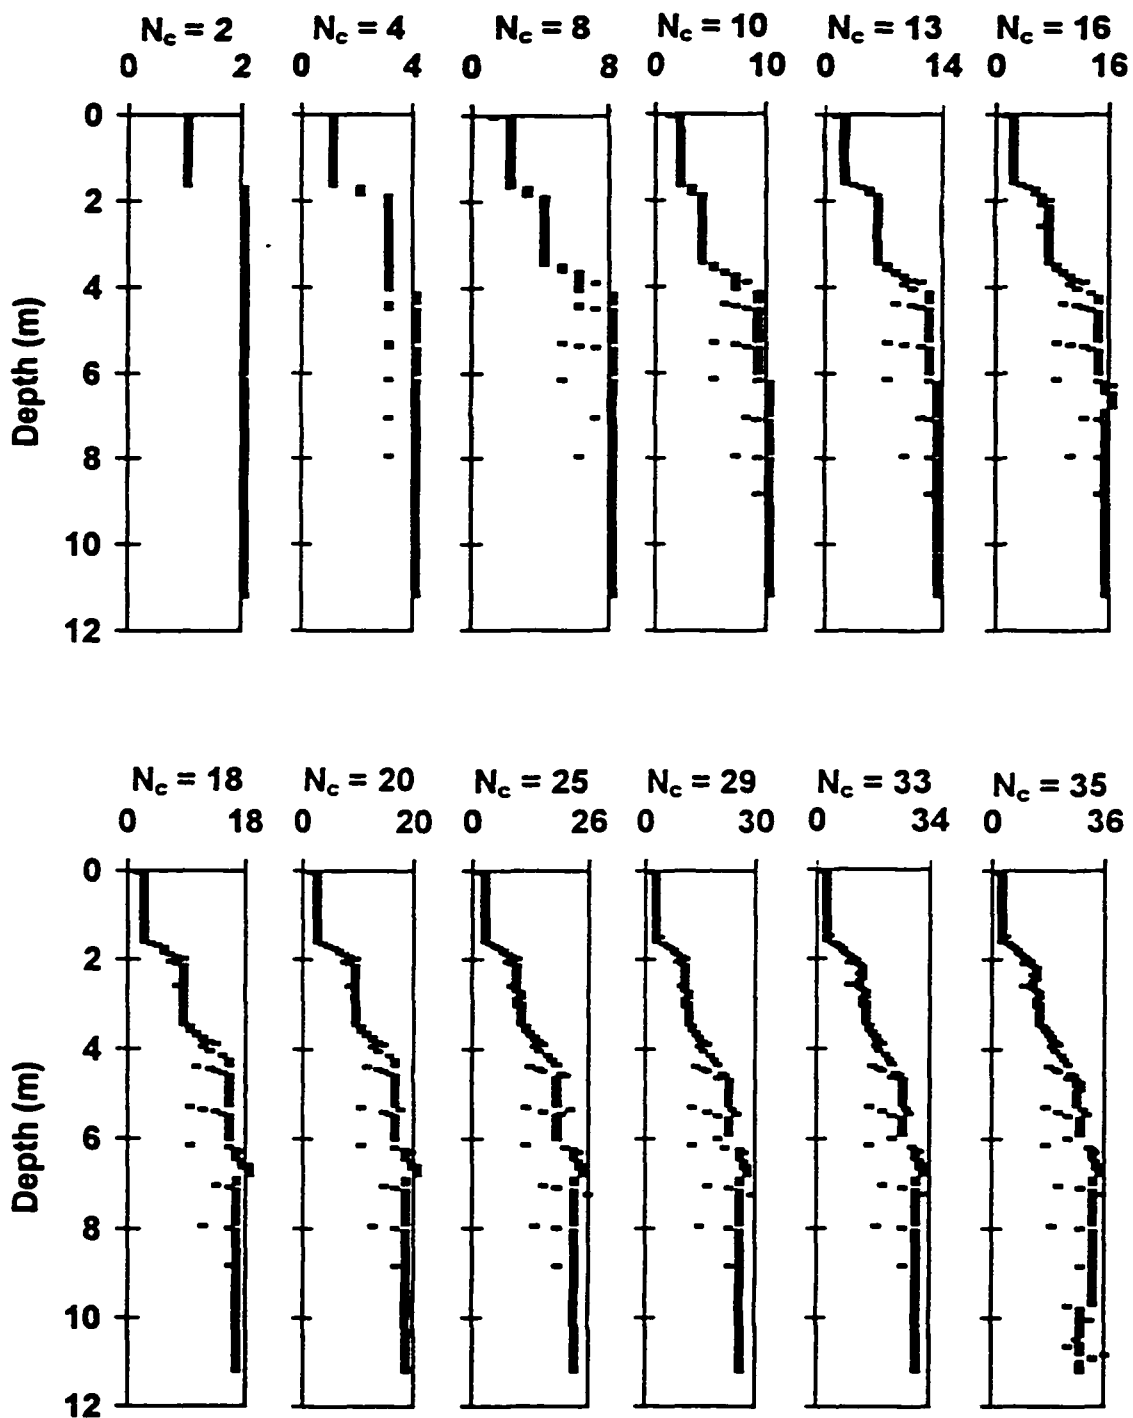 N_c = 2 N_c = 4 N_c = 8 N_c = 10 N_c = 13 N_c = 16
0 2 0 4 0 8 0 10 0 14 0 16
0
2
4
6
8
10
12
Depth (m)
N_c = 18 N_c = 20 N_c = 25 N_c = 29 N_c = 33 N_c = 35
0 18 0 20 0 26 0 30 0 34 0 36
0
2
4
6
8
10
12
Depth (m)